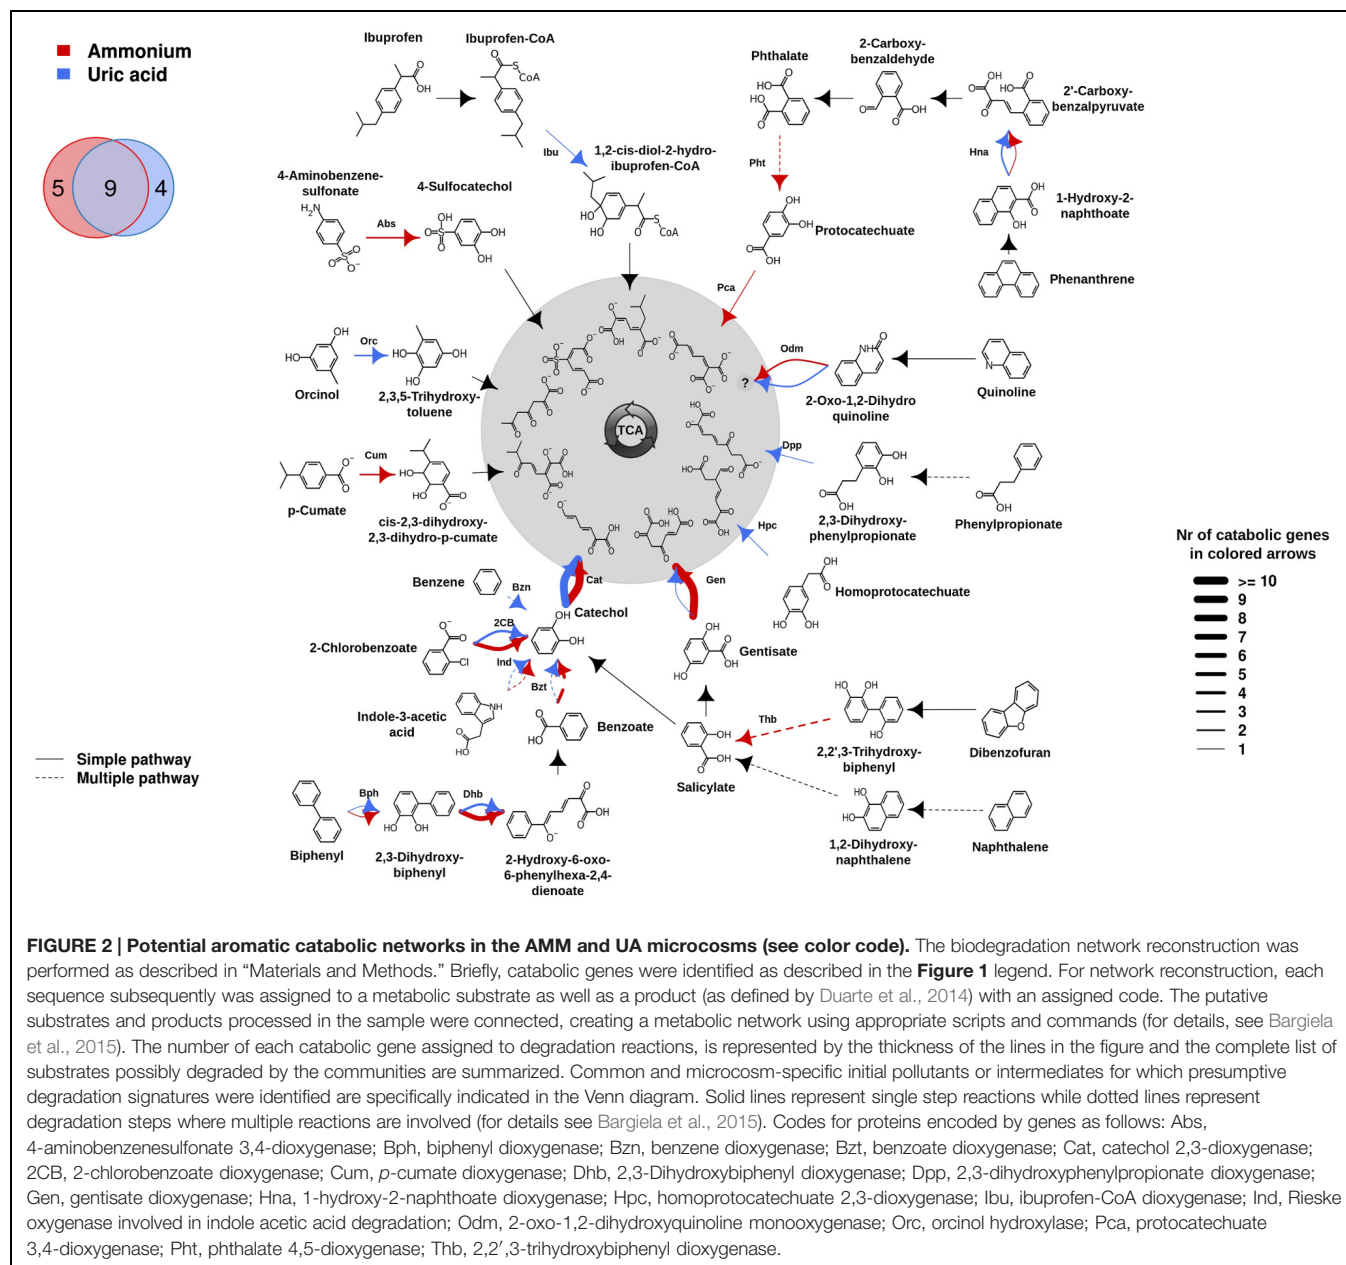 Ammonium
Uric acid
5
9
4
Ibuprofen
Ibuprofen-CoA
Ibu
1,2-cis-diol-2-hydro-
ibuprofen-CoA
4-Aminobenzene-
sulfonate
Abs
4-Sulfocatechol
Phthalate
2-Carboxy-
benzaldehyde
2'-Carboxy-
benzalpyruvate
Hna
Pht
1-Hydroxy-2-
naphthoate
Protocatechuate
Phenanthrene
Pca
Orcinol
Orc
2,3,5-Trihydroxy-
toluene
Odm
?
2-Oxo-1,2-Dihydro
quinoline
Quinoline
TCA
p-Cumate
Cum
cis-2,3-dihydroxy-
2,3-dihydro-p-cumate
Dpp
2,3-Dihydroxy-
phenylpropionate
Phenylpropionate
Hpc
Homoprotocatechuate
Nr of catabolic genes
in colored arrows
>= 10
9
8
7
6
5
4
3
2
1
Benzene
Bzn
Cat
Gen
Catechol
2CB
2-Chlorobenzoate
Ind
Bzt
Gentisate
Indole-3-acetic
acid
Benzoate
Simple pathway
Multiple pathway
Thb
2,2',3-Trihydroxy-
biphenyl
Dibenzofuran
Salicylate
Bph
Dhb
Biphenyl
2,3-Dihydroxy-
biphenyl
2-Hydroxy-6-oxo-
6-phenylhexa-2,4-
dienoate
1,2-Dihydroxy-
naphthalene
Naphthalene
FIGURE 2 | Potential aromatic catabolic networks in the AMM and UA microcosms (see color code). The biodegradation network reconstruction was
performed as described in “Materials and Methods.” Briefly, catabolic genes were identified as described in the Figure 1 legend. For network reconstruction, each
sequence subsequently was assigned to a metabolic substrate as well as a product (as defined by Duarte et al., 2014) with an assigned code. The putative
substrates and products processed in the sample were connected, creating a metabolic network using appropriate scripts and commands (for details, see Bargiela
et al., 2015). The number of each catabolic gene assigned to degradation reactions, is represented by the thickness of the lines in the figure and the complete list of
substrates possibly degraded by the communities are summarized. Common and microcosm-specific initial pollutants or intermediates for which presumptive
degradation signatures were identified are specifically indicated in the Venn diagram. Solid lines represent single step reactions while dotted lines represent
degradation steps where multiple reactions are involved (for details see Bargiela et al., 2015). Codes for proteins encoded by genes as follows: Abs,
4-aminobenzenesulfonate 3,4-dioxygenase; Bph, biphenyl dioxygenase; Bzn, benzene dioxygenase; Bzt, benzoate dioxygenase; Cat, catechol 2,3-dioxygenase;
2CB, 2-chlorobenzoate dioxygenase; Cum, p-cumate dioxygenase; Dhb, 2,3-Dihydroxybiphenyl dioxygenase; Dpp, 2,3-dihydroxyphenylpropionate dioxygenase;
Gen, gentisate dioxygenase; Hna, 1-hydroxy-2-naphthoate dioxygenase; Hpc, homoprotocatechuate 2,3-dioxygenase; Ibu, ibuprofen-CoA dioxygenase; Ind, Rieske
oxygenase involved in indole acetic acid degradation; Odm, 2-oxo-1,2-dihydroxyquinoline monooxygenase; Orc, orcinol hydroxylase; Pca, protocatechuate
3,4-dioxygenase; Pht, phthalate 4,5-dioxygenase; Thb, 2,2′,3-trihydroxybiphenyl dioxygenase.